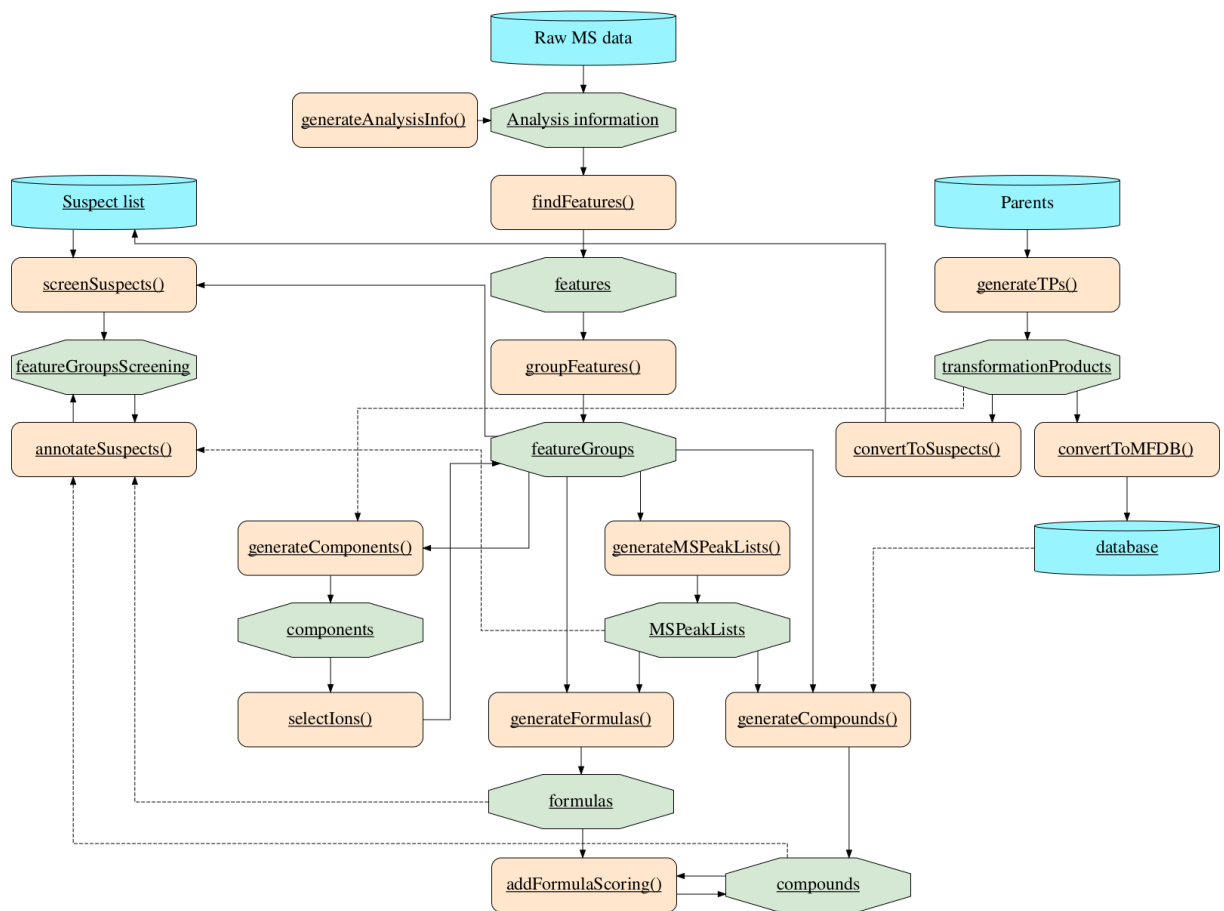 Raw MS data
generateAnalysisInfo()
Analysis information
Suspect list
findFeatures()
Parents
screenSuspects()
features
generateTPs()
featureGroupsScreening
groupFeatures()
transformationProducts
annotateSuspects()
featureGroups
convertToSuspects()
convertToMFDB()
generateComponents()
generateMSPeakLists()
database
components
MSPeakLists
selectIons()
generateFormulas()
generateCompounds()
formulas
addFormulaScoring()
compounds